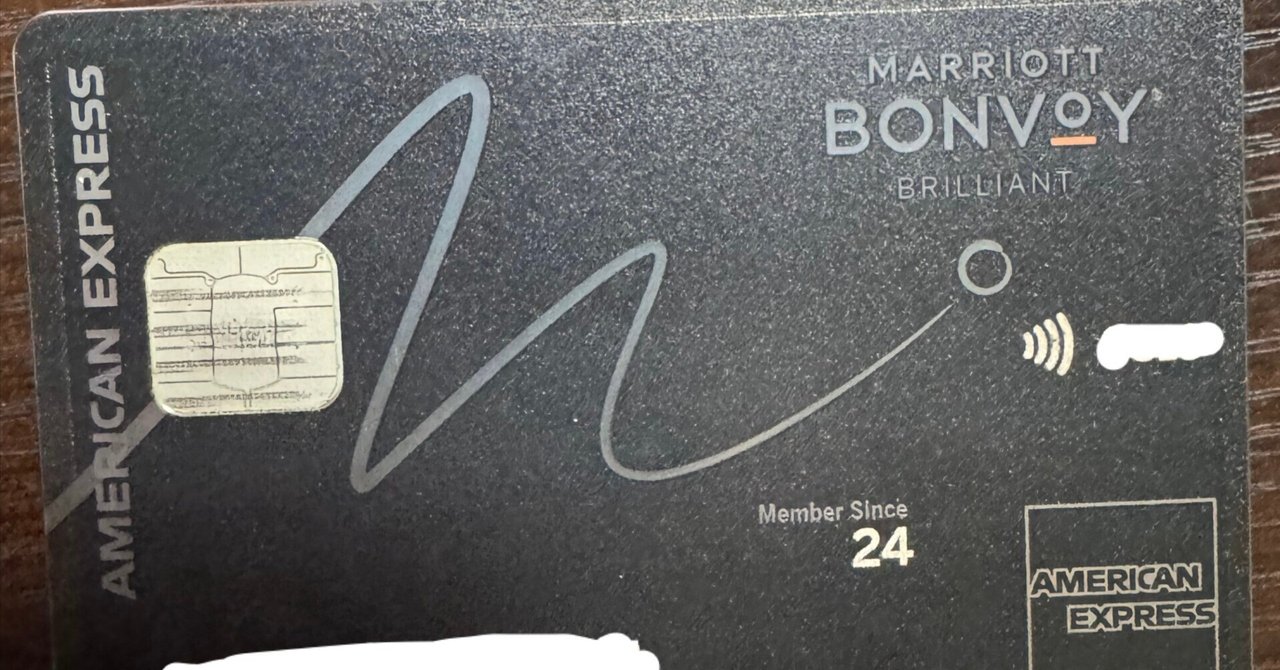 AMERICAN EXPRESS
MARRIOTT
BONVOY
BRILLIANT
Member Since
24
AMERICAN
EXPRESS